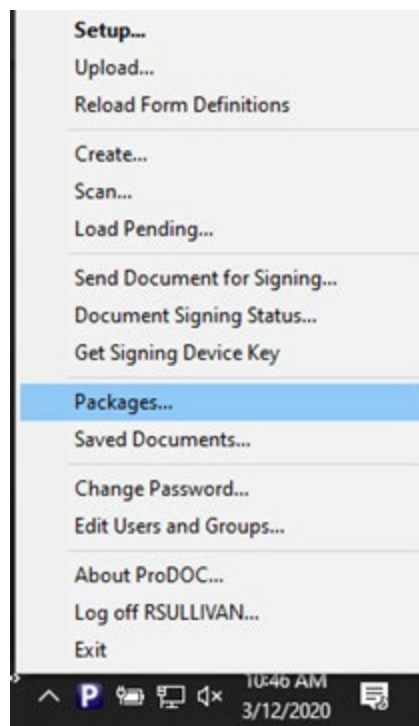 Setup...
Upload...
Reload Form Definitions
Create...
Scan...
Load Pending...
Send Document for Signing...
Document Signing Status...
Get Signing Device Key
Packages...
Saved Documents...
Change Password...
Edit Users and Groups...
About ProDOC...
Log off RSULLIVAN...
Exit
10:46 AM
P
3/12/2020